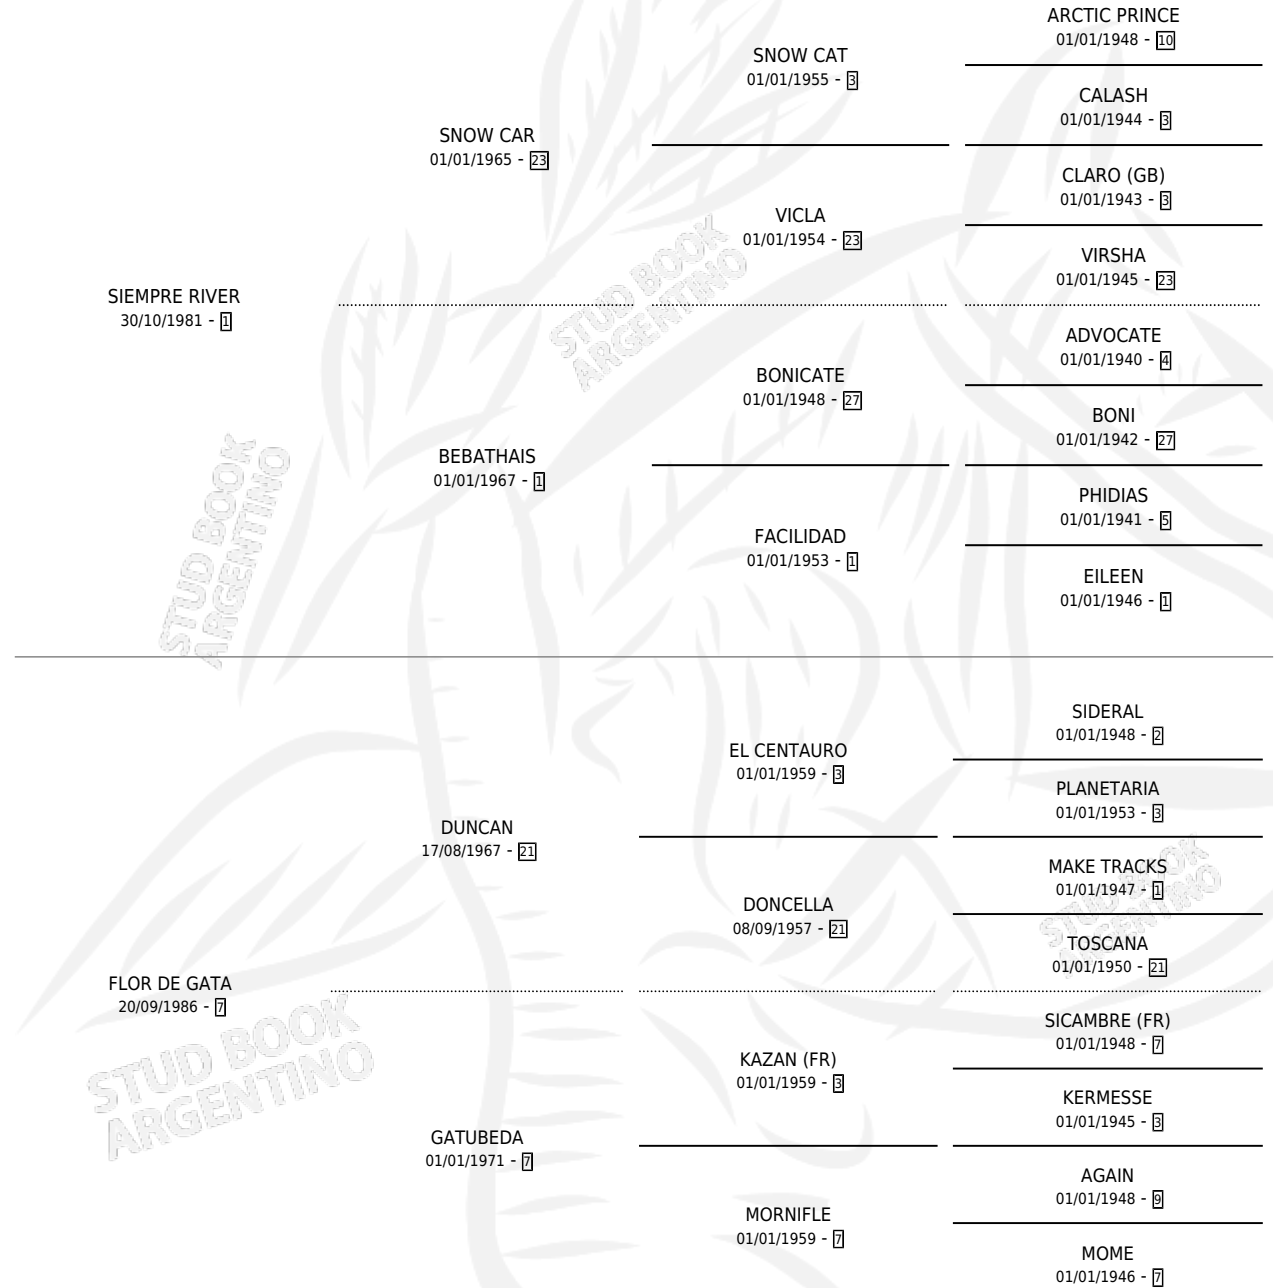 ARCTIC PRINCE
01/01/1948 - 10
SNOW CAT
01/01/1955 - 3
CALASH
01/01/1944 - 3
SNOW CAR
01/01/1965 - 23
CLARO (GB)
01/01/1943 - 3
VICLA
01/01/1954 - 23
VIRSHA
01/01/1945 - 23
SIEMPRE RIVER
30/10/1981 - 1
ADVOCATE
01/01/1940 - 4
BONICATE
01/01/1948 - 27
BONI
01/01/1942 - 27
BEBATHAIS
01/01/1967 - 1
PHIDIAS
01/01/1941 - 5
FACILIDAD
01/01/1953 - 1
EILEEN
01/01/1946 - 1
SIDERAL
01/01/1948 - 2
EL CENTAURO
01/01/1959 - 3
PLANETARIA
01/01/1953 - 3
DUNCAN
17/08/1967 - 21
MAKE TRACKS
01/01/1947 - 1
DONCELLA
08/09/1957 - 21
TOSCANA
01/01/1950 - 21
FLOR DE GATA
20/09/1986 - 7
SICAMBRE (FR)
01/01/1948 - 7
KAZAN (FR)
01/01/1959 - 3
KERMESSE
01/01/1945 - 3
GATUBEDA
01/01/1971 - 7
AGAIN
01/01/1948 - 9
MORNIFLE
01/01/1959 - 7
MOME
01/01/1946 - 7
STUD BOOK
ARGENTINO
STUD BOOK
ARGENTINO
STUD BOOK
ARGENTINO
STUD BOOK
ARGENTINO